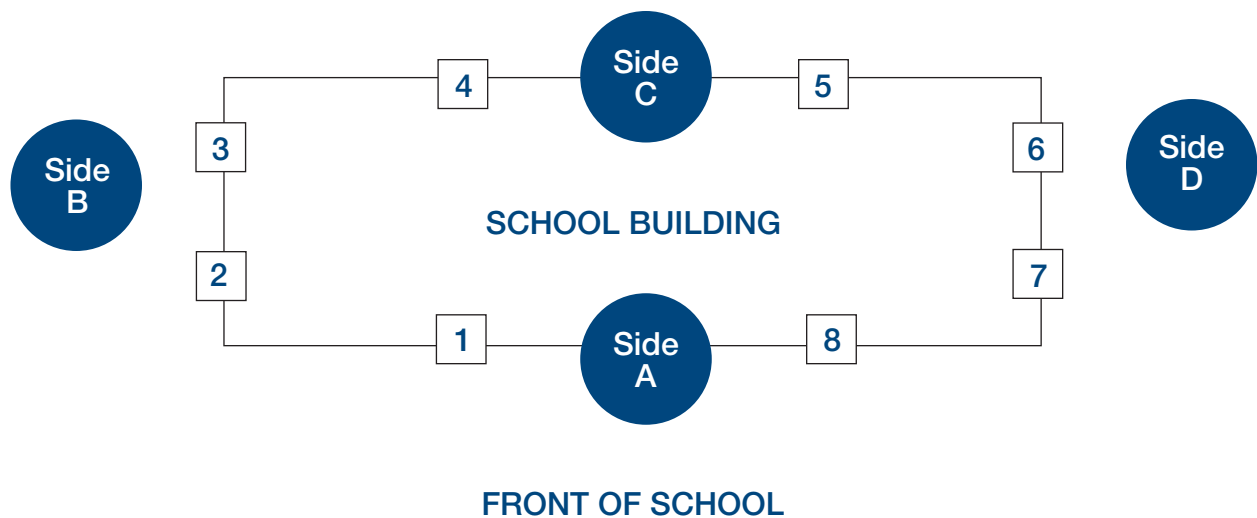 Side
C
4
5
3
6
Side
B
Side
D
SCHOOL BUILDING
2
7
1
Side
A
8
FRONT OF SCHOOL